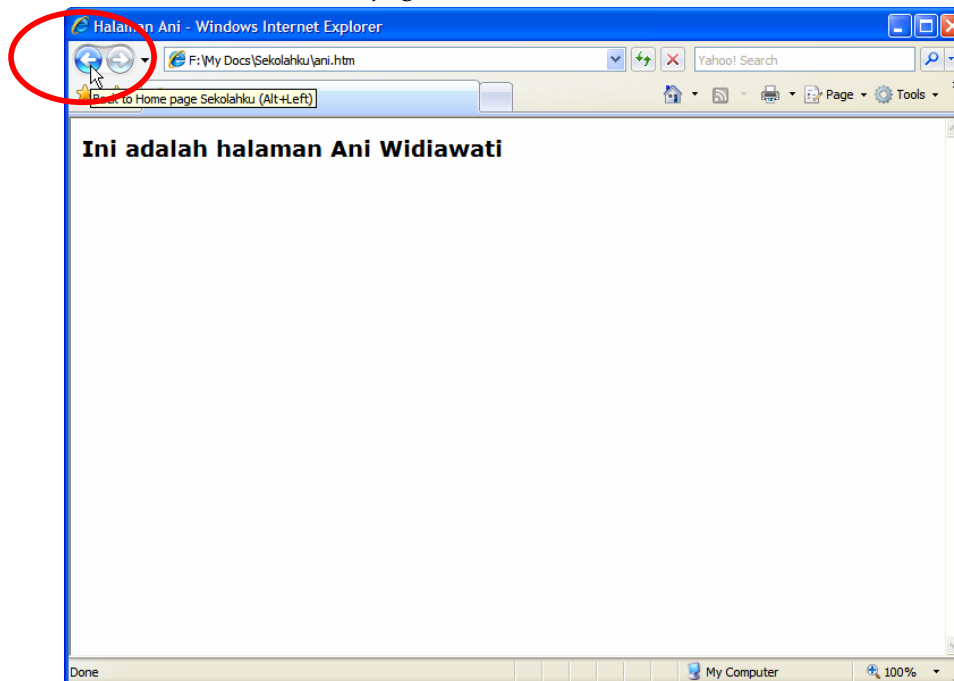 Halaman Ani - Windows Internet Explorer
F:\My Docs\Sekolahku\ani.htm Yahoo! Search
Back to Home page Sekolahku (Alt+Left) Page Tools
Ini adalah halaman Ani Widiawati
Done My Computer 100%